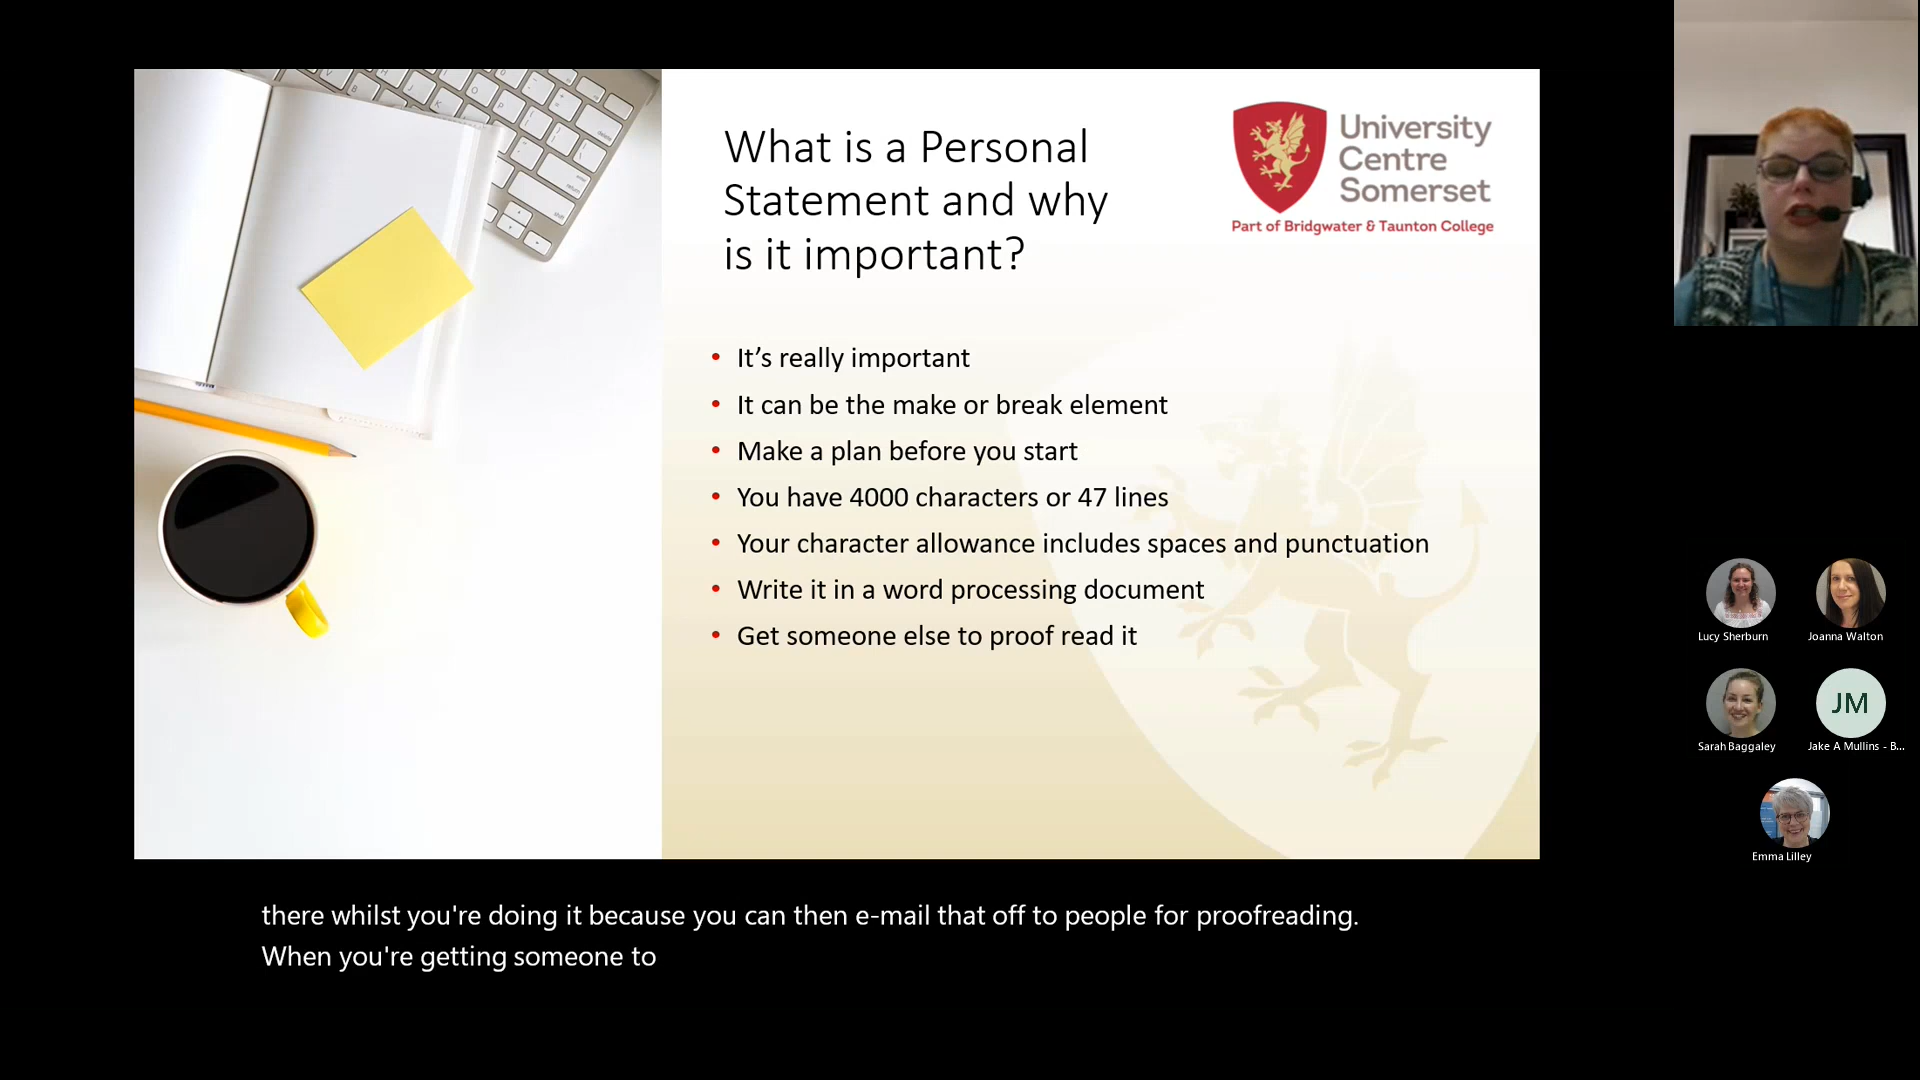 What is a Personal
Statement and why
is it important?
University
Centre
Somerset
Part of Bridgwater & Taunton College
• It’s really important
• It can be the make or break element
• Make a plan before you start
• You have 4000 characters or 47 lines
• Your character allowance includes spaces and punctuation
• Write it in a word processing document
• Get someone else to proof read it
Lucy Sherburn
Joanna Walton
Sarah Baggaley
JM
Jake A Mullins - B...
Emma Lilley
there whilst you're doing it because you can then e-mail that off to people for proofreading.
When you're getting someone to